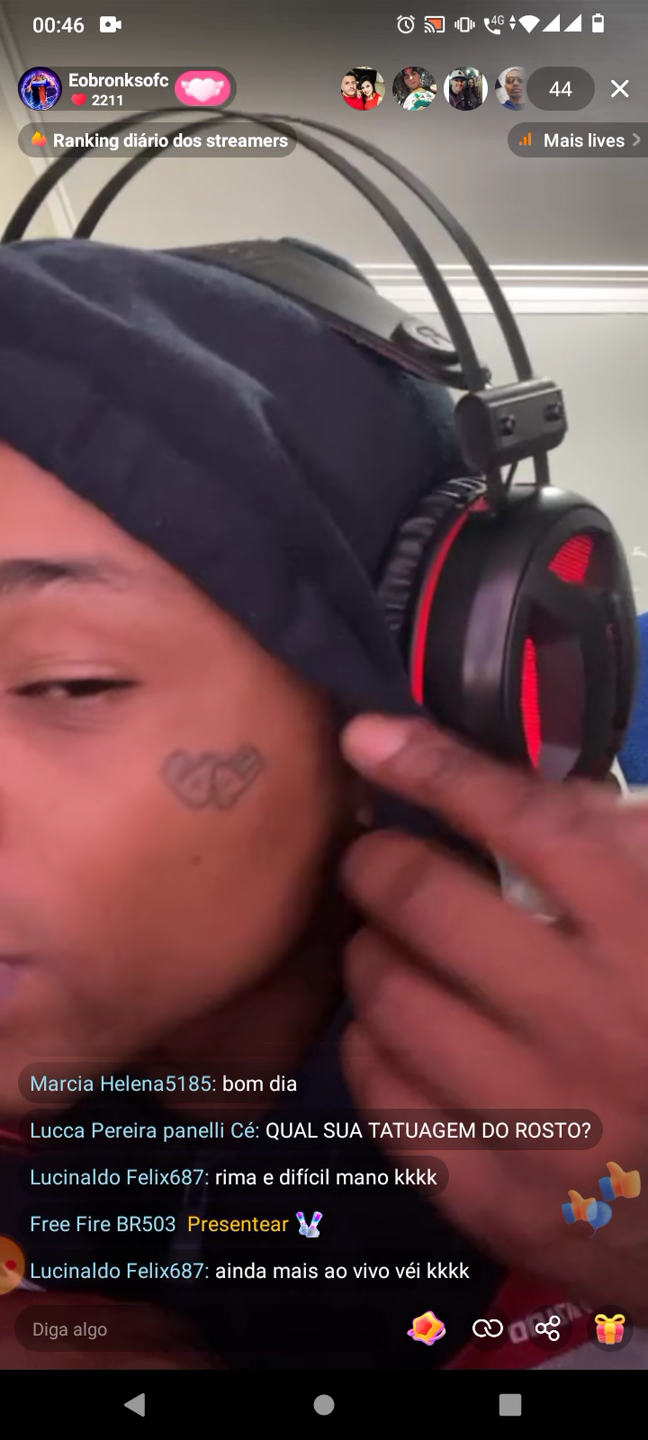 00:46
4G
Eobronksofc
2211
44
Ranking diário dos streamers
Mais lives
Marcia Helena5185: bom dia
Lucca Pereira panelli Cé: QUAL SUA TATUAGEM DO ROSTO?
Lucinaldo Felix687: rima e difícil mano kkkk
Free Fire BR503 Presentear
Lucinaldo Felix687: ainda mais ao vivo véi kkkk
Diga algo